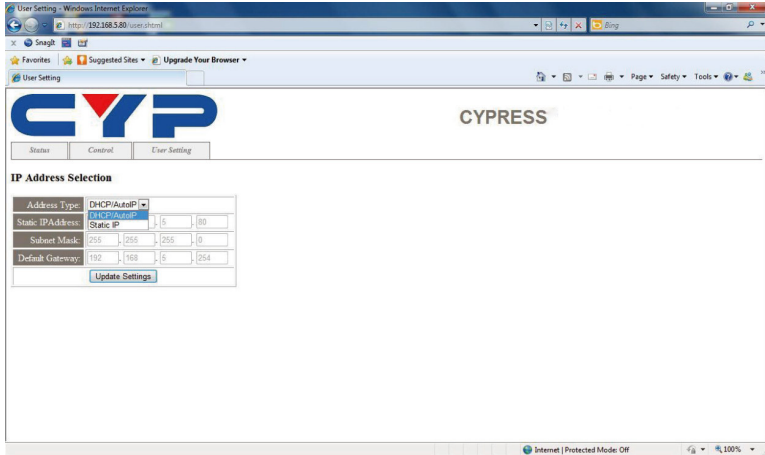 User Setting - Windows Internet Explorer
http://192.168.5.80/user.shtml
Bing
x SnagIt
Favorites Suggested Sites Upgrade Your Browser
User Setting
Page Safety Tools
CYP
CYPRESS
Status Control User Setting
IP Address Selection
Address Type: DHCP/AutoIP
DHCP/AutoIP
Static IP
Static IPAddress: . 5 . 80
Subnet Mask: 255 . 255 . 255 . 0
Default Gateway: 192 . 168 . 5 . 254
Update Settings
Internet | Protected Mode: Off
100%